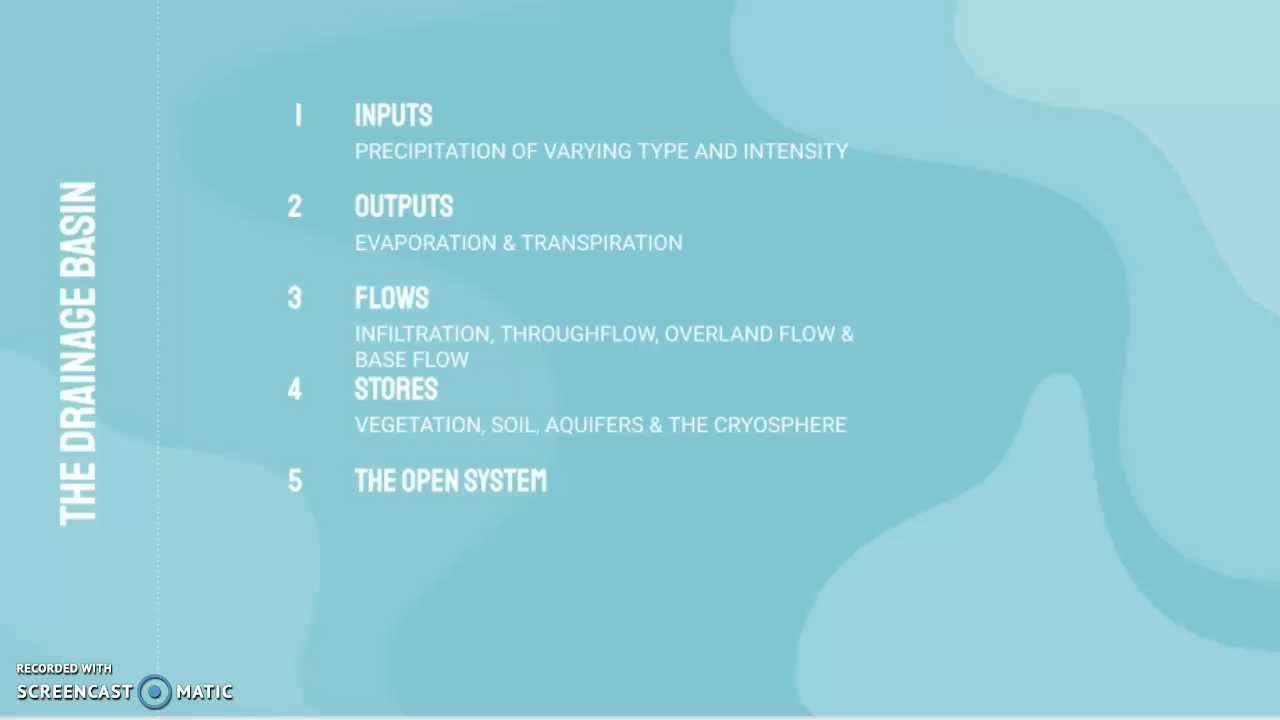 THE DRAINAGE BASIN
1 INPUTS
PRECIPITATION OF VARYING TYPE AND INTENSITY
2 OUTPUTS
EVAPORATION & TRANSPIRATION
3 FLOWS
INFILTRATION, THROUGHFLOW, OVERLAND FLOW &
BASE FLOW
4 STORES
VEGETATION, SOIL, AQUIFERS & THE CRYOSPHERE
5 THE OPEN SYSTEM
RECORDED WITH
SCREENCAST MATIC